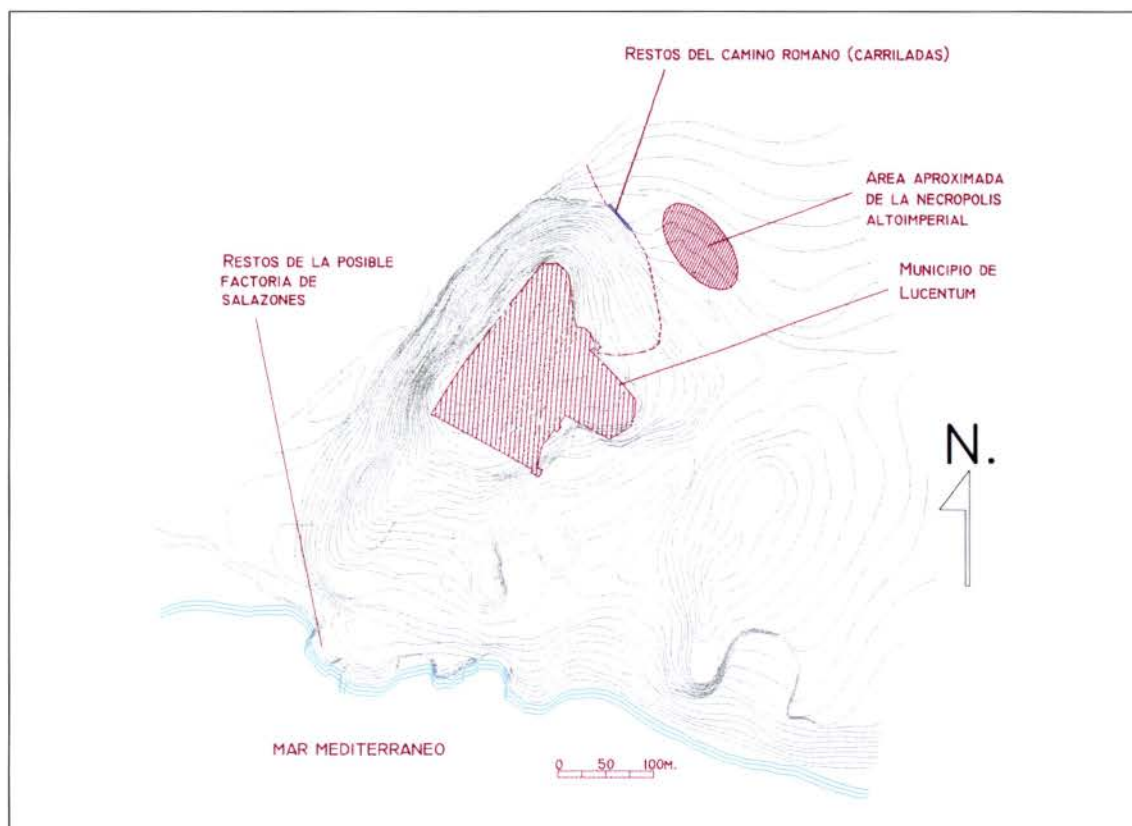 RESTOS DEL CAMINO ROMANO (CARRILADAS)
AREA APROXIMADA
DE LA NECROPOLIS
ALTOIMPERIAL
RESTOS DE LA POSIBLE
FACTORIA DE
SALAZONES
MUNICIPIO DE
LUCENTUM
N.
MAR MEDITERRANEO
0 50 100M.